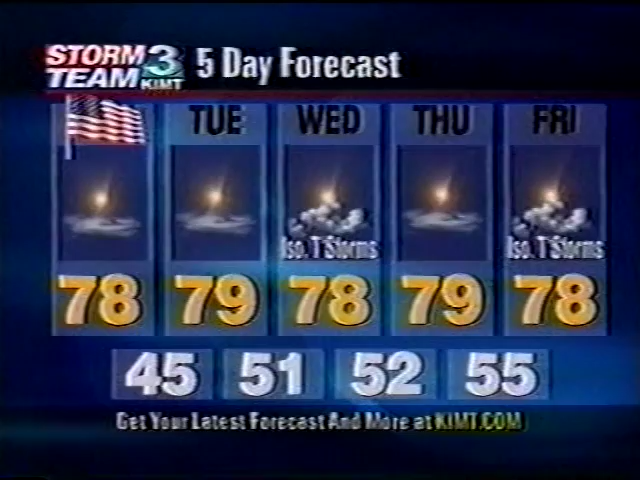 STORM TEAM 3 KIMT 5 Day Forecast
TUE WED THU FRI
Iso. T Storms Iso. T Storms
78 79 78 79 78
45 51 52 55
Get Your Latest Forecast And More at KIMT.COM